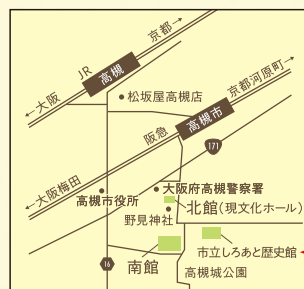 京都→
JR
高槻
←大阪
松坂屋高槻店
京都河原町→
高槻市
阪急
171
←大阪梅田
高槻市役所
大阪府高槻警察署
北館(現文化ホール)
野見神社
市立しろあと歴史館
南館
16
高槻城公園